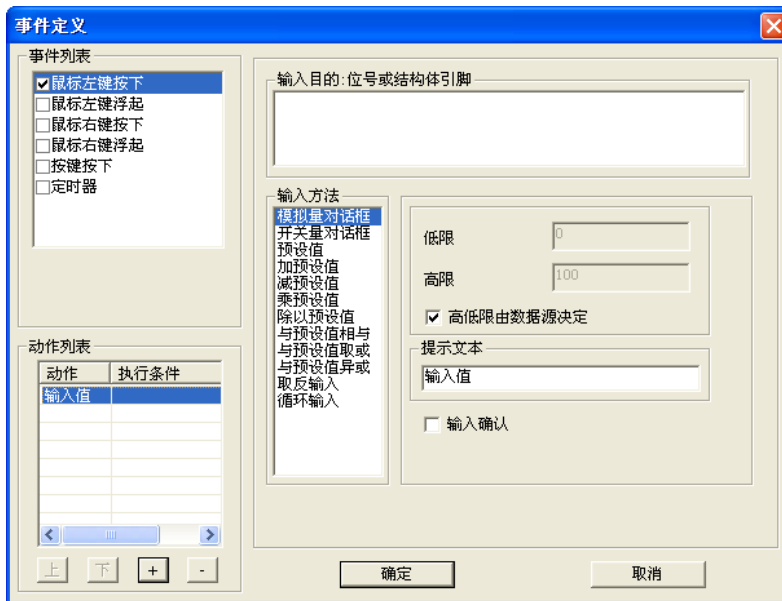 事件定义
事件列表
鼠标左键按下
鼠标左键浮起
鼠标右键按下
鼠标右键浮起
按键按下
定时器
动作列表
动作 执行条件
输入值
上 下 + -
输入目的:位号或结构体引脚
输入方法
模拟量对话框
开关量对话框
预设值
加预设值
减预设值
乘预设值
除以预设值
与预设值相与
与预设值取或
与预设值异或
取反输入
循环输入
低限 0
高限 100
高低限由数据源决定
提示文本
输入值
输入确认
确定 取消